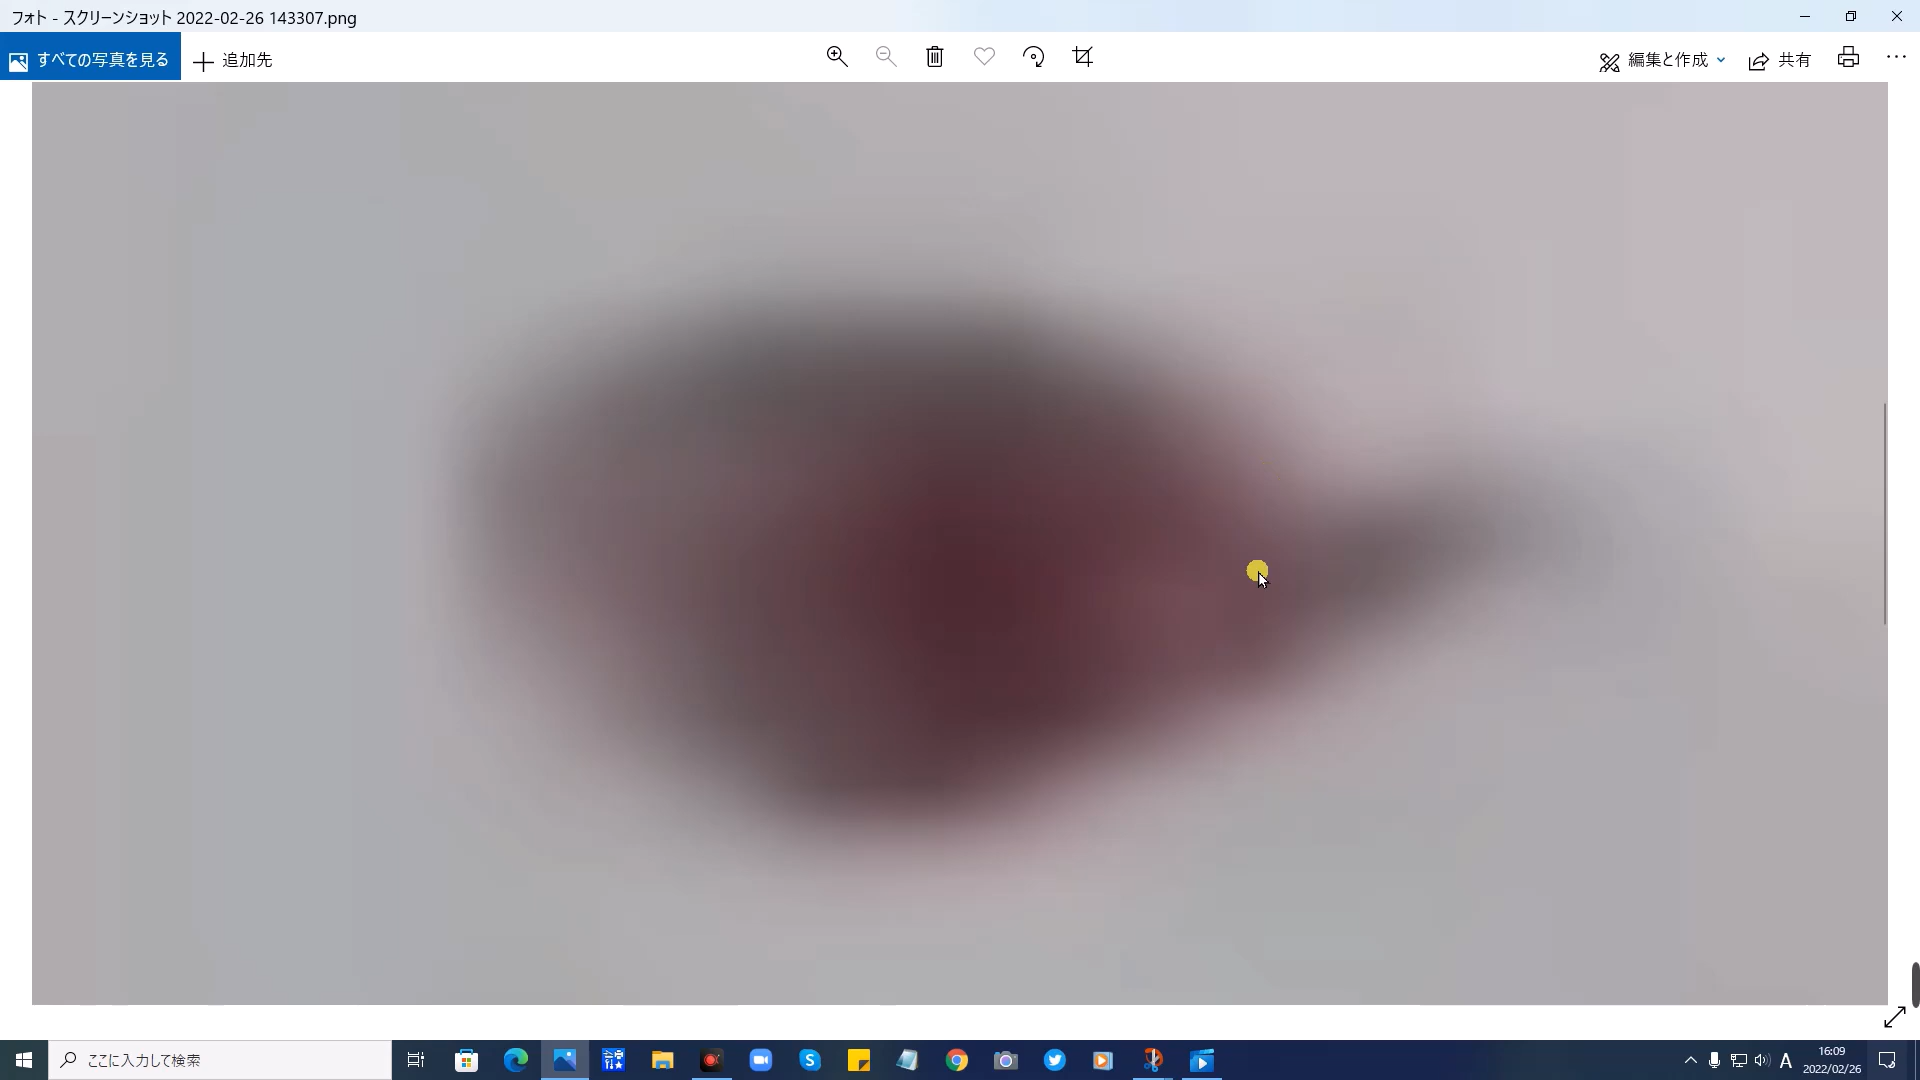 フォト - スクリーンショット 2022-02-26 143307.png
すべての写真を見る
追加先
編集と作成
共有
ここに入力して検索
A
16:09
2022/02/26